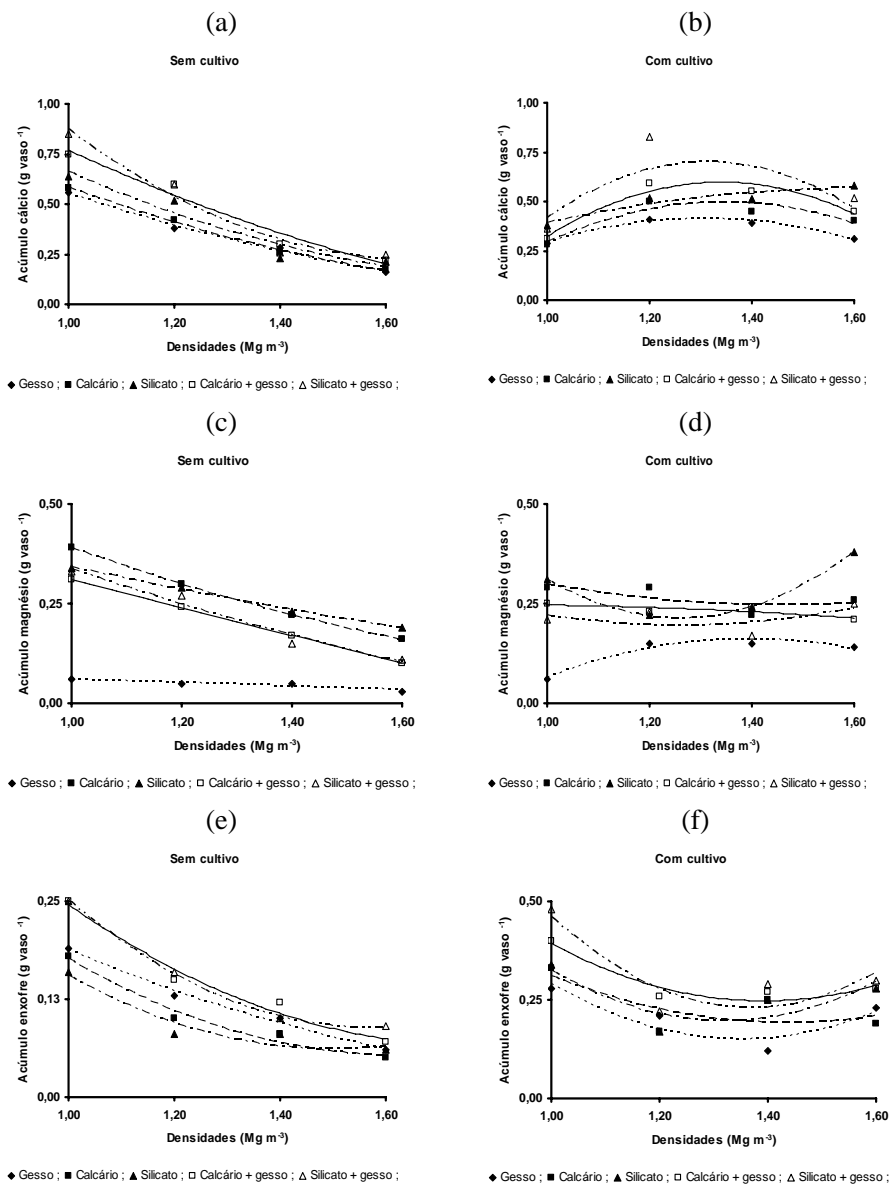 (a)
Sem cultivo
Acúmulo cálcio (g vaso ⁻¹)
1,00
0,75
0,50
0,25
0,00
1,00 1,20 1,40 1,60
Densidades (Mg m⁻³)
◆ Gesso ; ■ Calcário ; ▲ Silicato ; □ Calcário + gesso ; △ Silicato + gesso ;
(b)
Com cultivo
Acúmulo cálcio (g vaso ⁻¹)
1,00
0,75
0,50
0,25
0,00
1,00 1,20 1,40 1,60
Densidades (Mg m⁻³)
◆ Gesso ; ■ Calcário ; ▲ Silicato ; □ Calcário + gesso ; △ Silicato + gesso ;
(c)
Sem cultivo
Acúmulo magnésio (g vaso ⁻¹)
0,50
0,25
0,00
1,00 1,20 1,40 1,60
Densidades (Mg m⁻³)
◆ Gesso ; ■ Calcário ; ▲ Silicato ; □ Calcário + gesso ; △ Silicato + gesso ;
(d)
Com cultivo
Acúmulo magnésio (g vaso ⁻¹)
0,50
0,25
0,00
1,00 1,20 1,40 1,60
Densidades (Mg m⁻³)
◆ Gesso ; ■ Calcário ; ▲ Silicato ; □ Calcário + gesso ; △ Silicato + gesso ;
(e)
Sem cultivo
Acúmulo enxofre (g vaso ⁻¹)
0,25
0,13
0,00
1,00 1,20 1,40 1,60
Densidades (Mg m⁻³)
◆ Gesso ; ■ Calcário ; ▲ Silicato ; □ Calcário + gesso ; △ Silicato + gesso ;
(f)
Com cultivo
Acúmulo enxofre (g vaso ⁻¹)
0,50
0,25
0,00
1,00 1,20 1,40 1,60
Densidades (Mg m⁻³)
◆ Gesso ; ■ Calcário ; ▲ Silicato ; □ Calcário + gesso ; △ Silicato + gesso ;